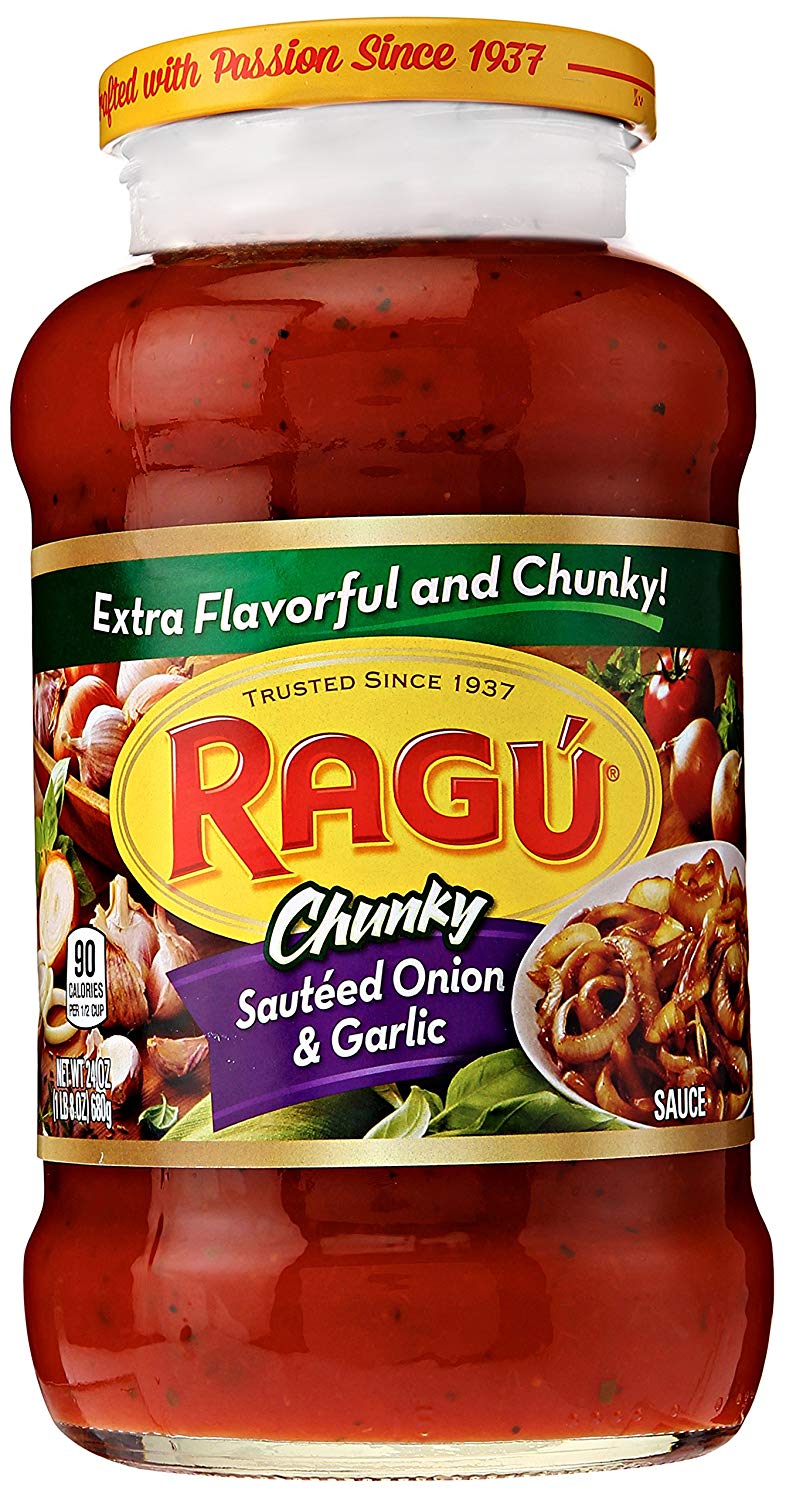 rafted with Passion Since 1937
Extra Flavorful and Chunky!
TRUSTED SINCE 1937
RAGÚ®
Chunky
Sautéed Onion
& Garlic
90
CALORIES
PER 1/2 CUP
NET WT 24 OZ
(1 LB 8 OZ) 680g
SAUCE